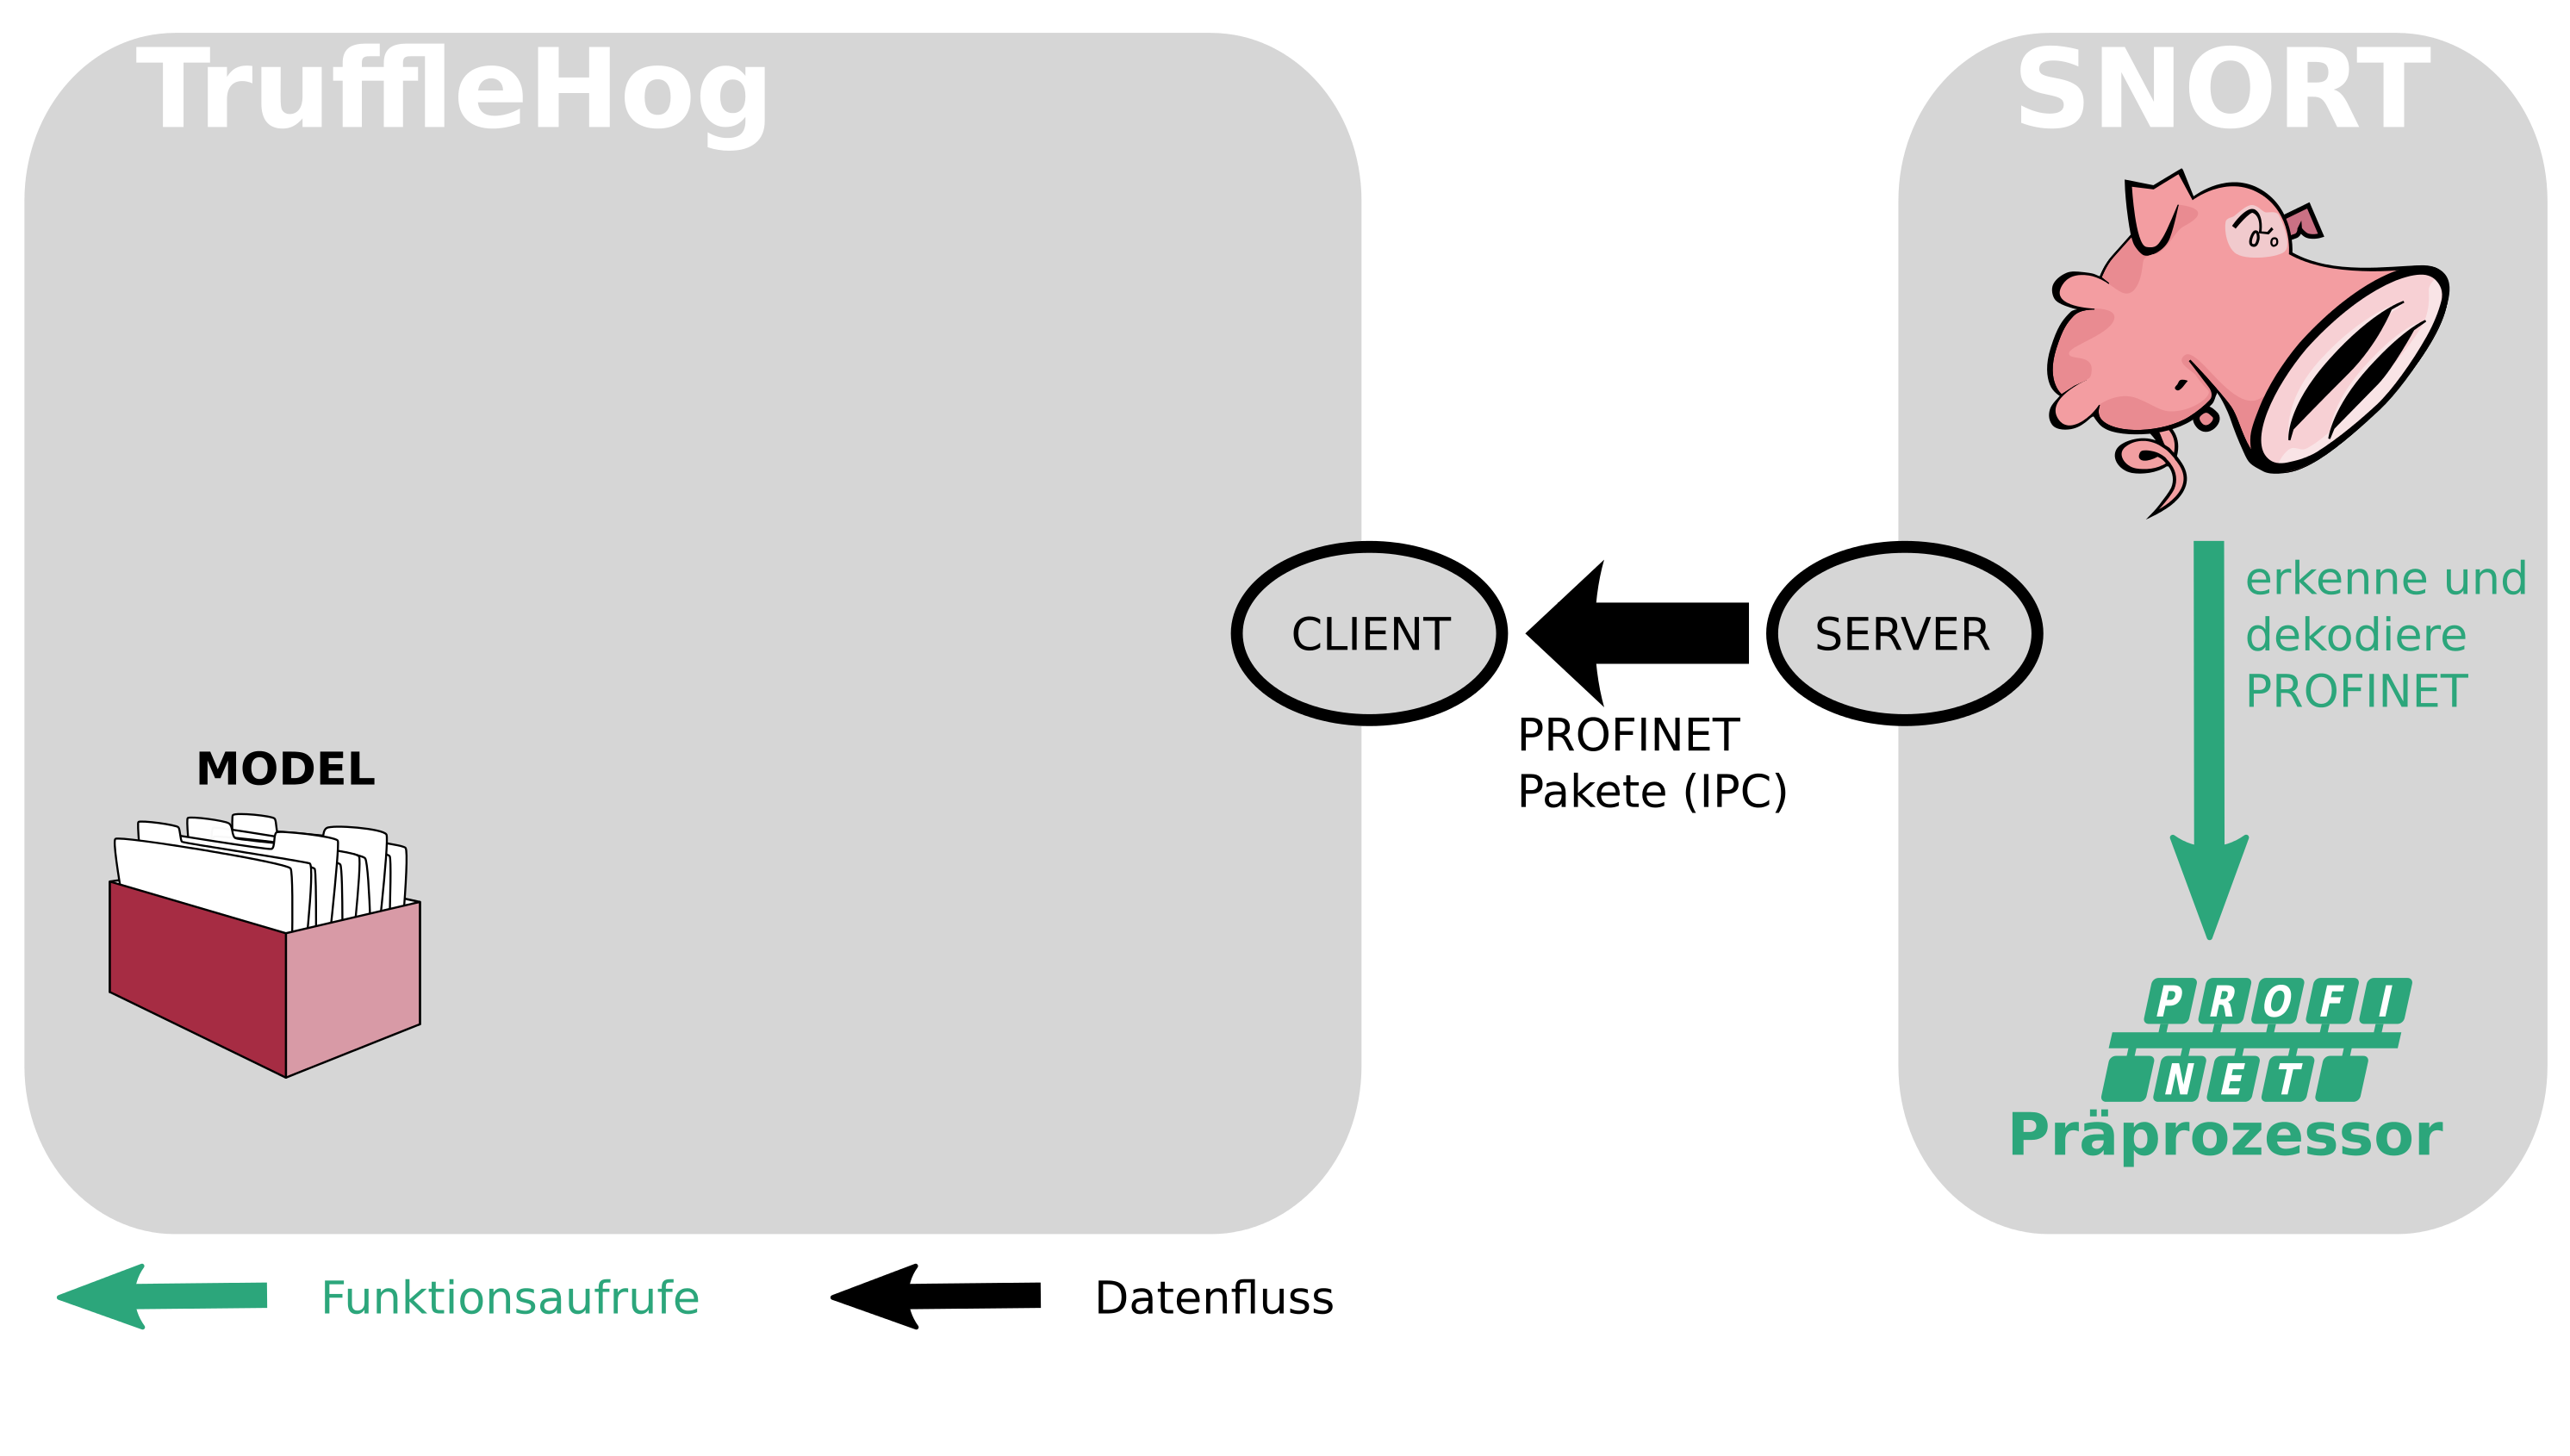 TruffleHog
SNORT
erkenne und
dekodiere
PROFINET
CLIENT
SERVER
PROFINET
Pakete (IPC)
MODEL
PROFI
NET
Präprozessor
Funktionsaufrufe
Datenfluss